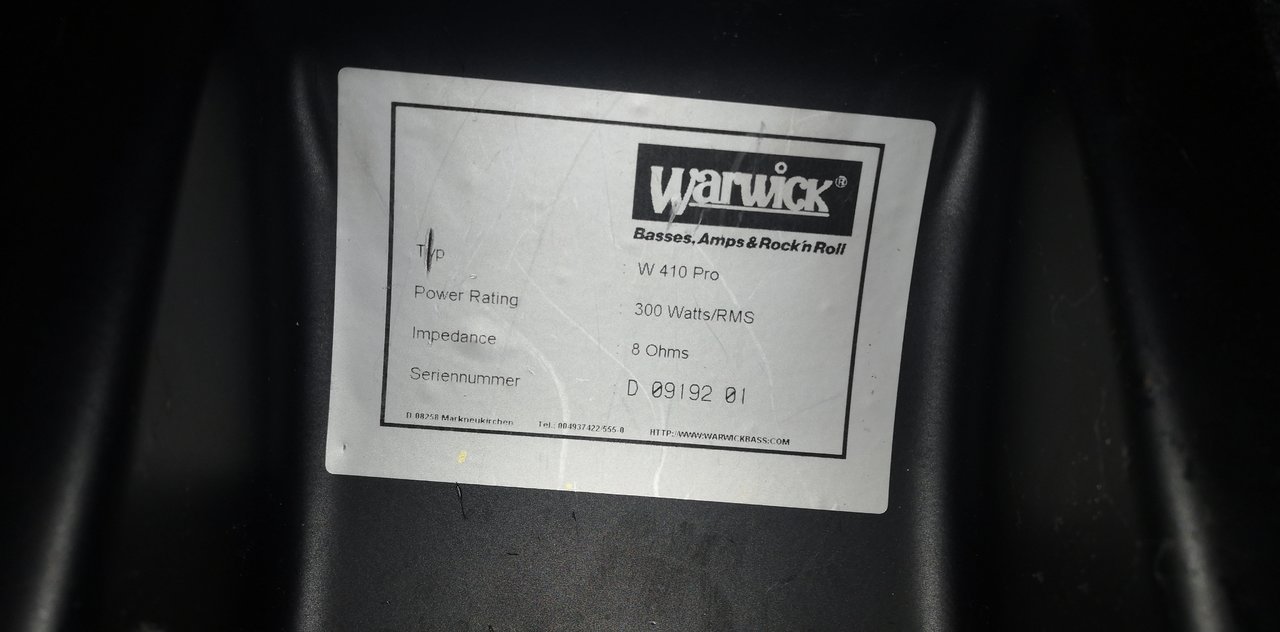 Warwick®
Basses, Amps & Rock'n Roll
Typ : W 410 Pro
Power Rating : 300 Watts/RMS
Impedance : 8 Ohms
Seriennummer : D 09192 01
D 08258 Markneukirchen Tel.: 004937422-555-0 HTTP://WWW.WARWICKBASS.COM